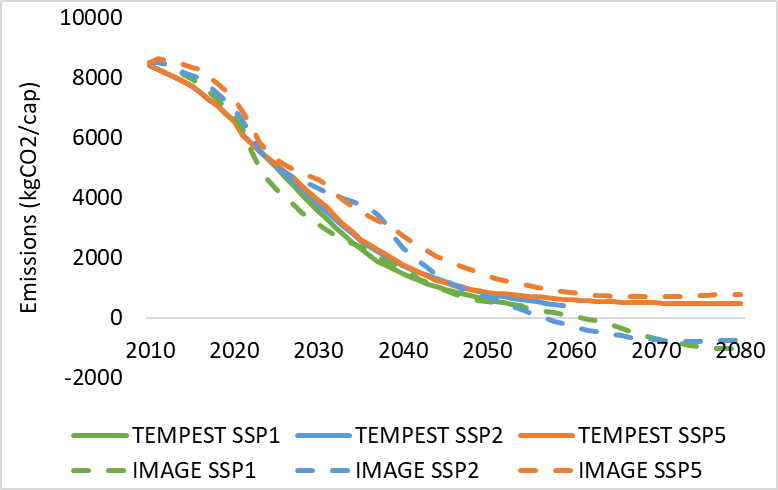 10000
8000
6000
4000
2000
0
-2000
Emissions (kgCO2/cap)
2010 2020 2030 2040 2050 2060 2070 2080
TEMPEST SSP1 TEMPEST SSP2 TEMPEST SSP5
IMAGE SSP1 IMAGE SSP2 IMAGE SSP5